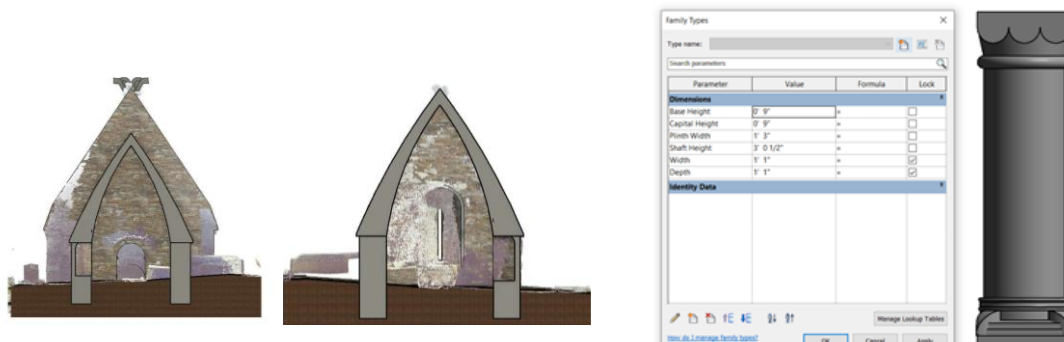 Family Types
Type name:
Search parameters
Parameter Value Formula Lock
Dimensions
Base Height 0' 9" =
Capital Height 0' 9" =
Plinth Width 1' 3" =
Shaft Height 3' 0 1/2" =
Width 1' 1" =
Depth 1' 1" =
Identity Data
Manage Lookup Tables
How do I manage family types?
OK Cancel Apply